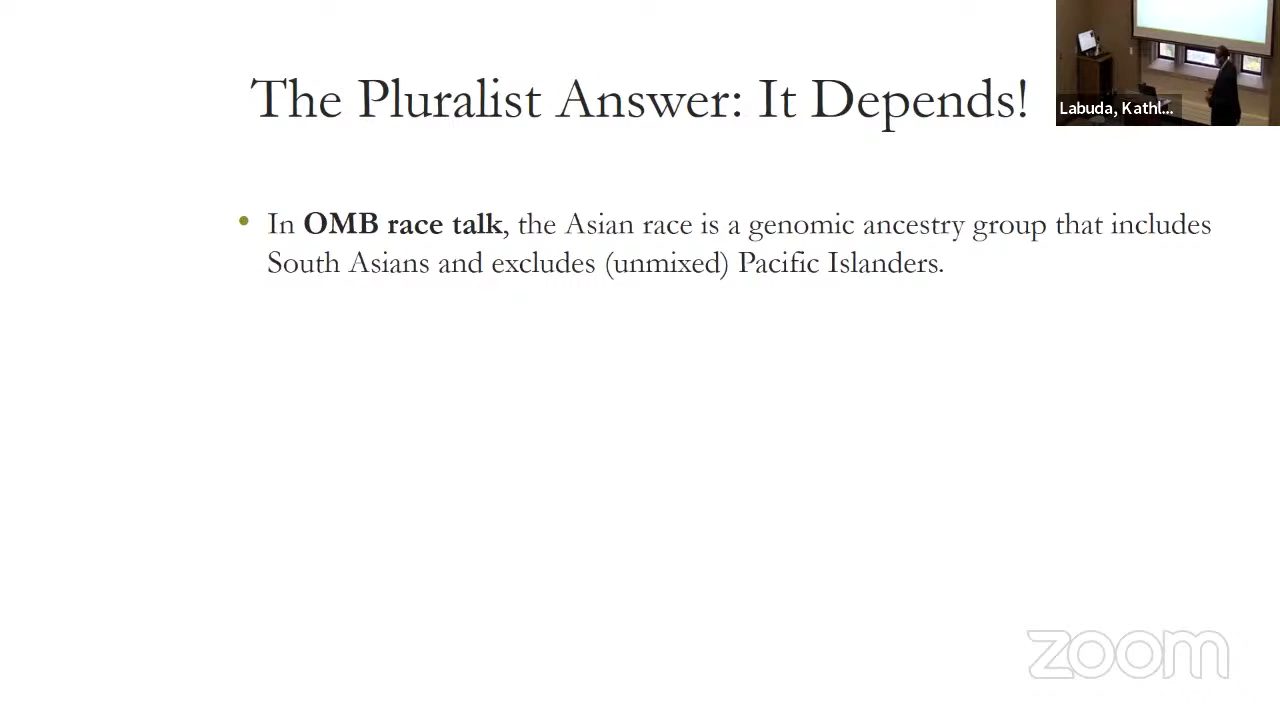 The Pluralist Answer: It Depends!
Labuda, Kathl...
• In OMB race talk, the Asian race is a genomic ancestry group that includes
South Asians and excludes (unmixed) Pacific Islanders.
zoom